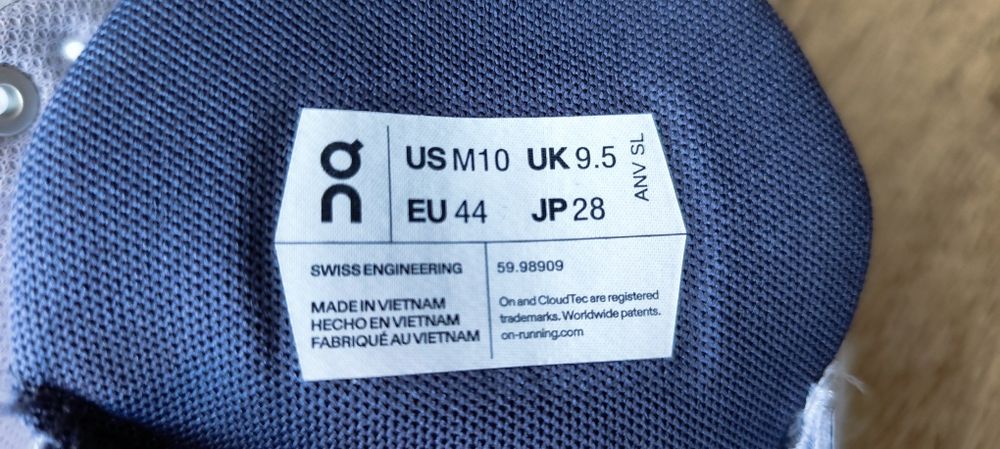 On
US M10 UK 9.5
EU 44 JP 28
ANV SL
SWISS ENGINEERING
MADE IN VIETNAM
HECHO EN VIETNAM
FABRIQUÉ AU VIETNAM
59.98909
On and CloudTec are registered
trademarks. Worldwide patents.
on-running.com